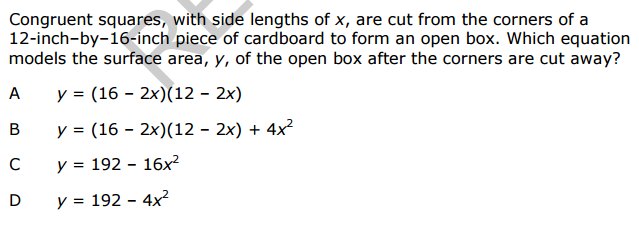 Congruent squares, with side lengths of x, are cut from the corners of a
12-inch-by-16-inch piece of cardboard to form an open box. Which equation
models the surface area, y, of the open box after the corners are cut away?
A y = (16 – 2x)(12 – 2x)
B y = (16 – 2x)(12 – 2x) + 4x²
C y = 192 – 16x²
D y = 192 – 4x²